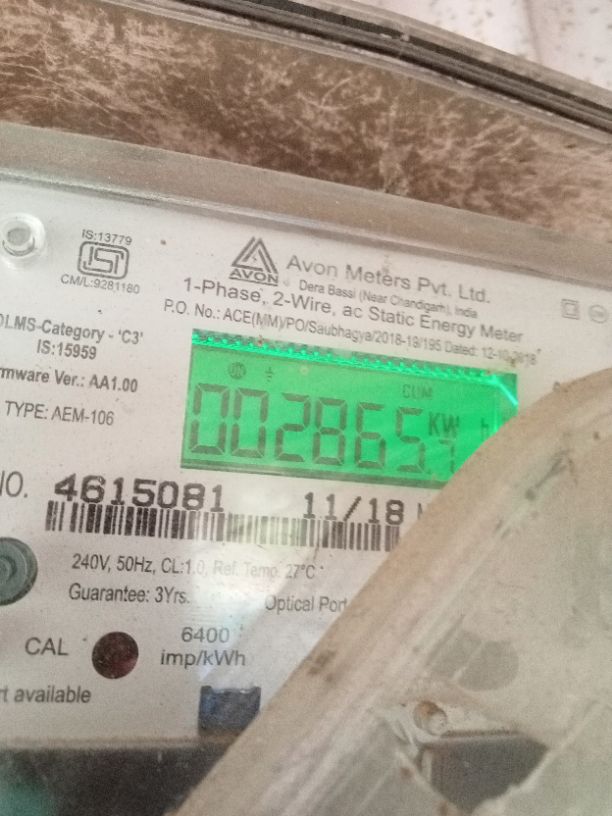 IS:13779
ISI
CM/L:9281180
AVON
Avon Meters Pvt. Ltd.
Dera Bassi (Near Chandigarh), India
1-Phase, 2-Wire, ac Static Energy Meter
P.O. No.: ACE(MM)/PO/Saubhagya/2018-19/195 Dated: 12-10-2018
DLMS-Category - 'C3'
IS:15959
rmware Ver.: AA1.00
TYPE: AEM-106
CUM
002865.7 KW h
NO. 4615081 11/18
240V, 50Hz, CL:1.0, Ref. Temp. 27°C
Guarantee: 3Yrs.
Optical Port
CAL
6400
imp/kWh
rt available